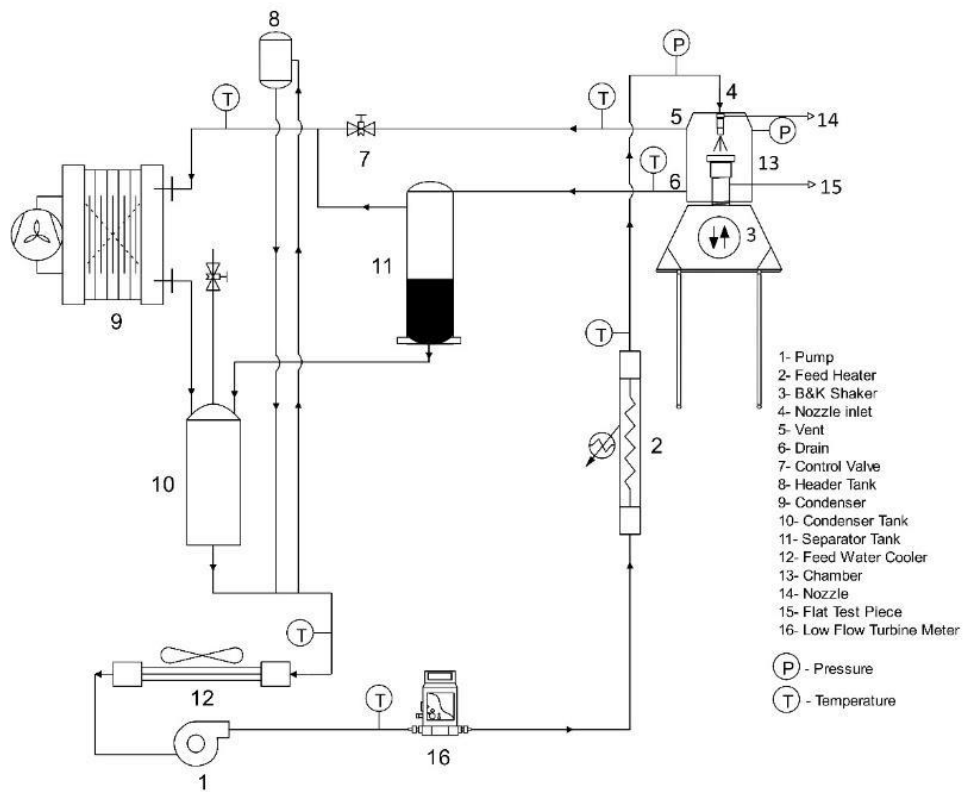 8
P
T
T
4
5
14
P
7
T
13
6
15
3
11
9
1- Pump
2- Feed Heater
3- B&K Shaker
4- Nozzle inlet
5- Vent
6- Drain
7- Control Valve
8- Header Tank
9- Condenser
10- Condenser Tank
11- Separator Tank
12- Feed Water Cooler
13- Chamber
14- Nozzle
15- Flat Test Piece
16- Low Flow Turbine Meter
P - Pressure
T - Temperature
T
2
10
T
12
T
16
1